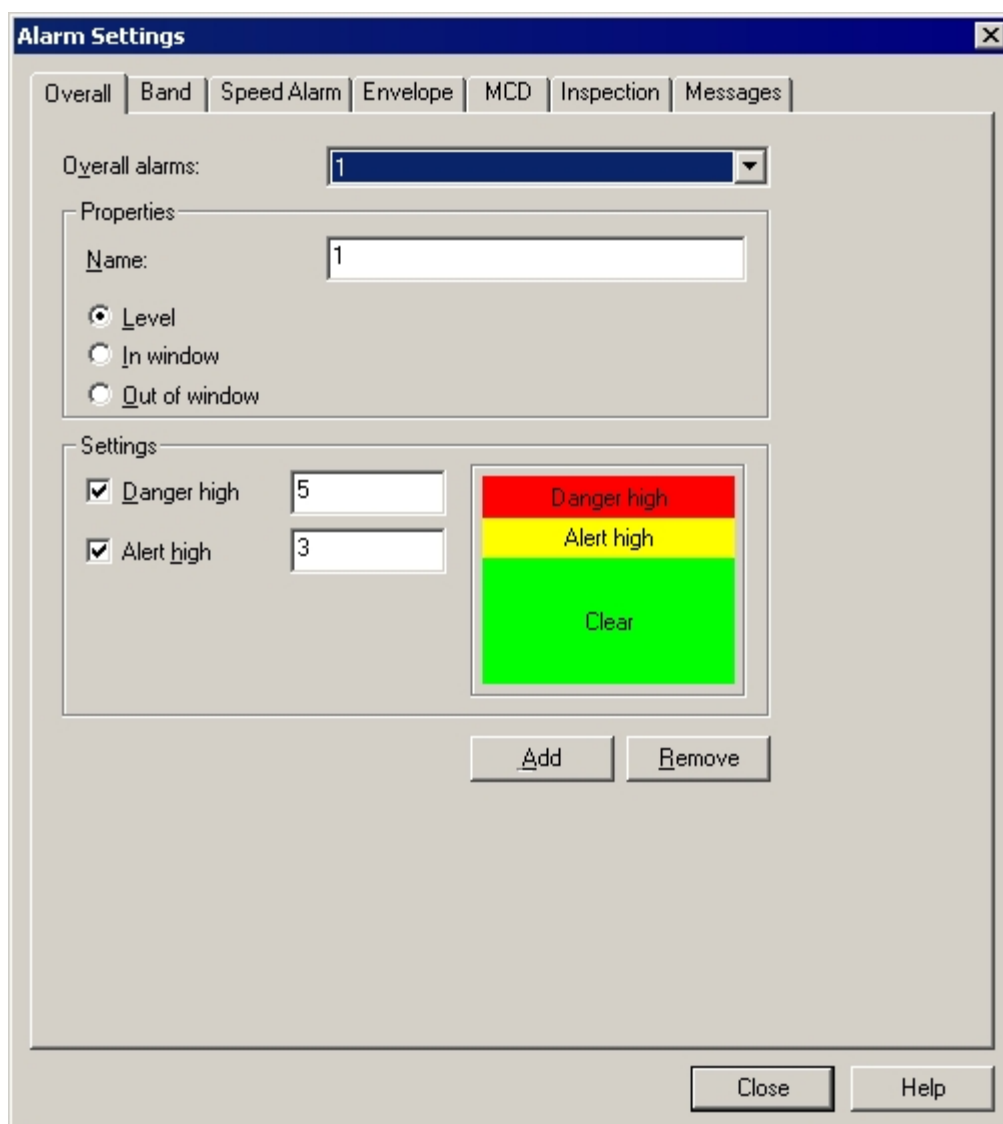 Alarm Settings
Overall Band Speed Alarm Envelope MCD Inspection Messages
Overall alarms: 1
Properties
Name: 1
Level
In window
Out of window
Settings
Danger high 5
Alert high 3
Danger high
Alert high
Clear
Add Remove
Close Help